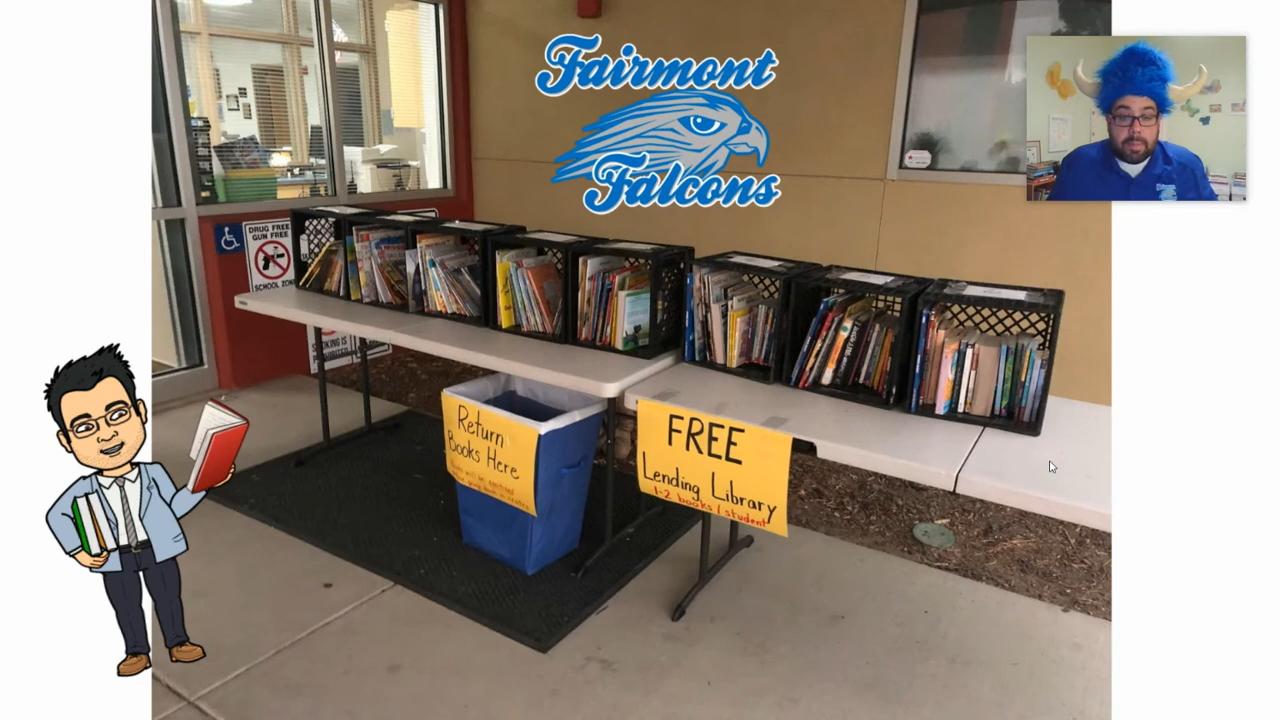 Fairmont
Falcons
DRUG FREE
GUN FREE
SCHOOL ZONE
Return
Books Here
FREE
Lending Library
1-2 books / student